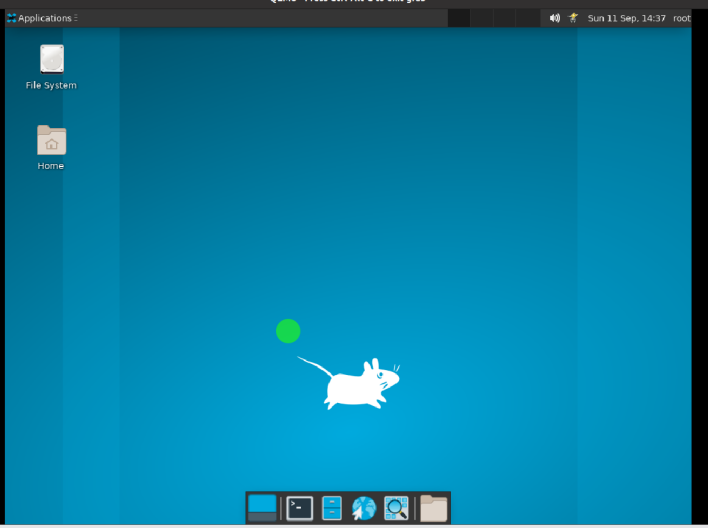 Applications
Sun 11 Sep, 14:37 root
File System
Home